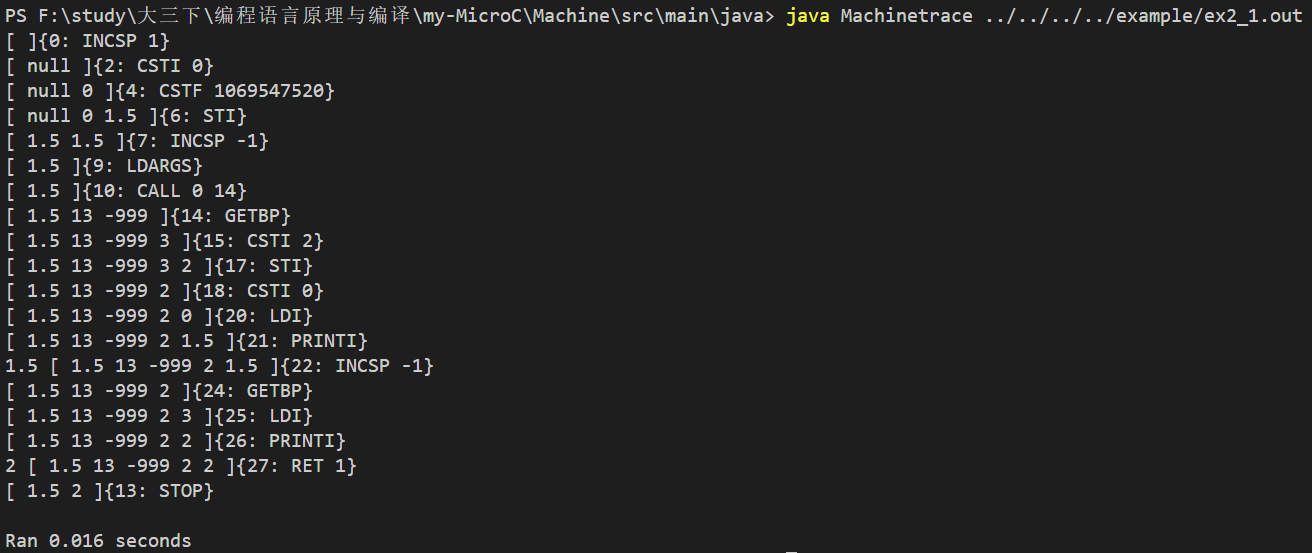 PS F:\study\大三下\编程语言原理与编译\my-MicroC\Machine\src\main\java> java Machinetrace ../../../../example/ex2_1.out
[ ]{0: INCSP 1}
[ null ]{2: CSTI 0}
[ null 0 ]{4: CSTF 1069547520}
[ null 0 1.5 ]{6: STI}
[ 1.5 1.5 ]{7: INCSP -1}
[ 1.5 ]{9: LDARGS}
[ 1.5 ]{10: CALL 0 14}
[ 1.5 13 -999 ]{14: GETBP}
[ 1.5 13 -999 3 ]{15: CSTI 2}
[ 1.5 13 -999 3 2 ]{17: STI}
[ 1.5 13 -999 2 ]{18: CSTI 0}
[ 1.5 13 -999 2 0 ]{20: LDI}
[ 1.5 13 -999 2 1.5 ]{21: PRINTI}
1.5 [ 1.5 13 -999 2 1.5 ]{22: INCSP -1}
[ 1.5 13 -999 2 ]{24: GETBP}
[ 1.5 13 -999 2 3 ]{25: LDI}
[ 1.5 13 -999 2 2 ]{26: PRINTI}
2 [ 1.5 13 -999 2 2 ]{27: RET 1}
[ 1.5 2 ]{13: STOP}
Ran 0.016 seconds